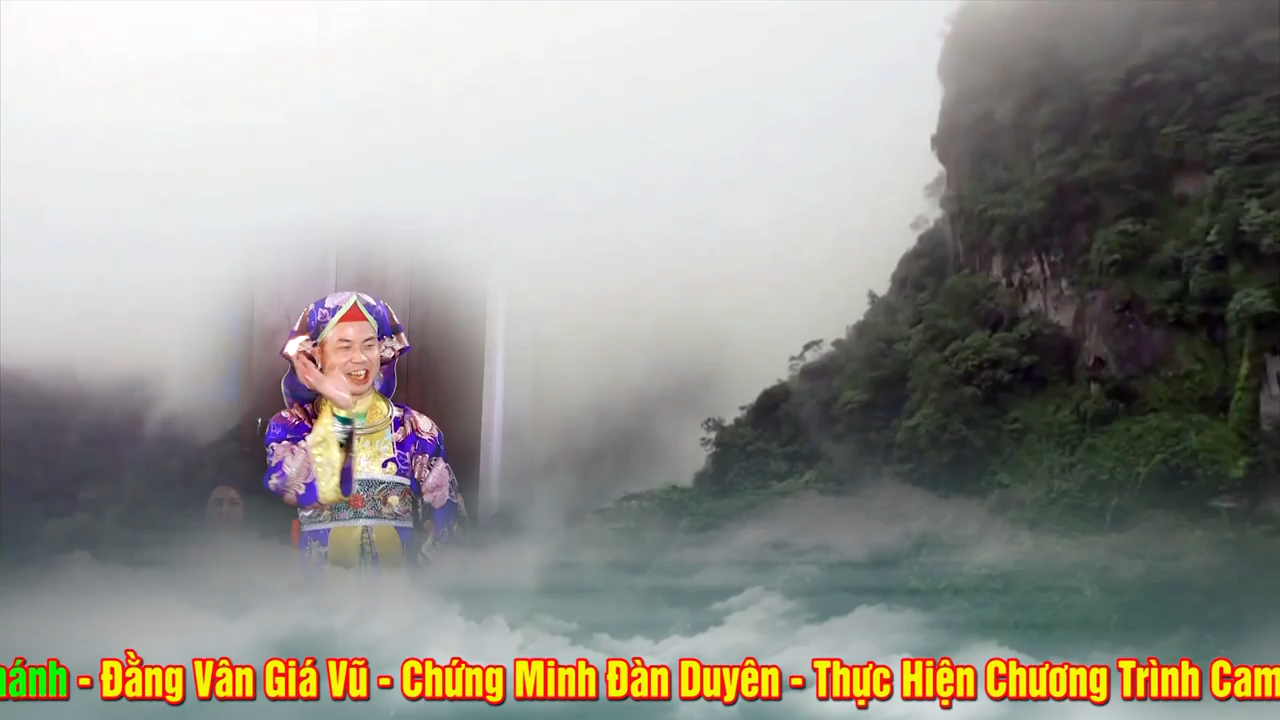 - Đằng Vân Giá Vũ - Chứng Minh Đàn Duyên - Thực Hiện Chương Trình